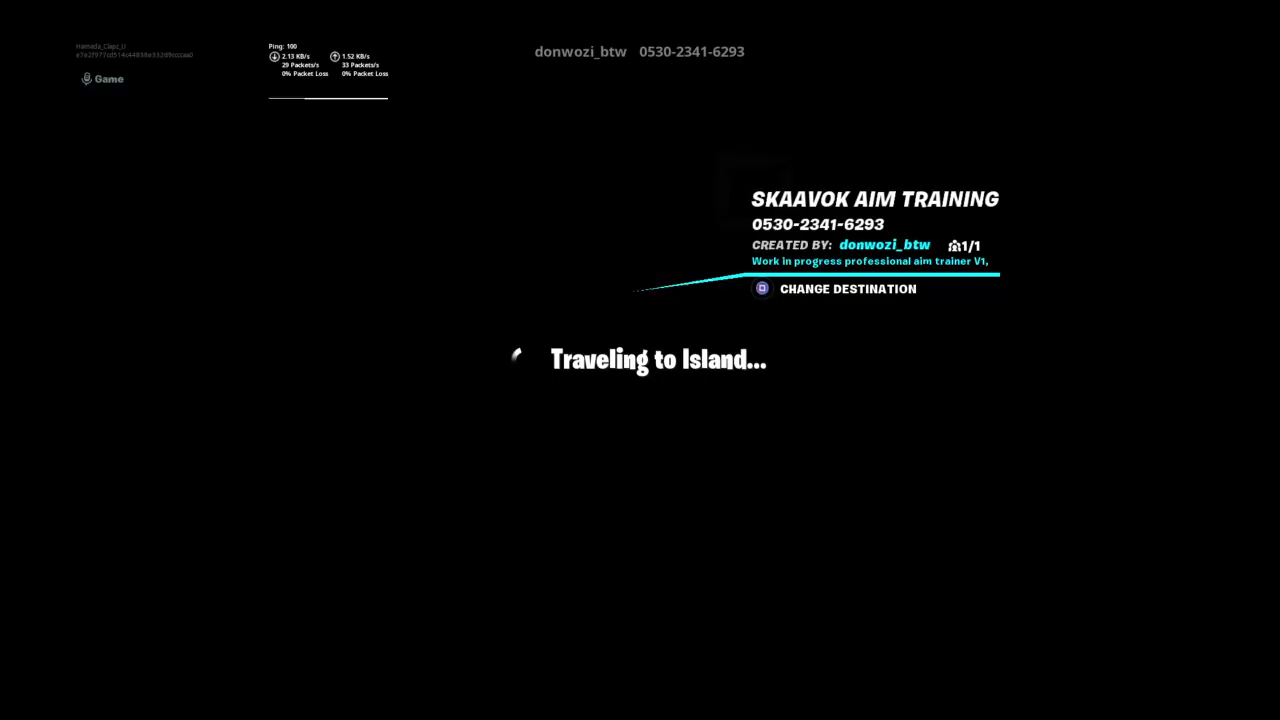 Hameda_Clapz_U
Game
Ping: 100
2.13 KB/s 1.52 KB/s
29 Packets/s 33 Packets/s
0% Packet Loss 0% Packet Loss
donwozi_btw 0530-2341-6293
SKAAVOK AIM TRAINING
0530-2341-6293
CREATED BY: donwozi_btw 1/1
Work in progress professional aim trainer V1,
CHANGE DESTINATION
Traveling to Island...